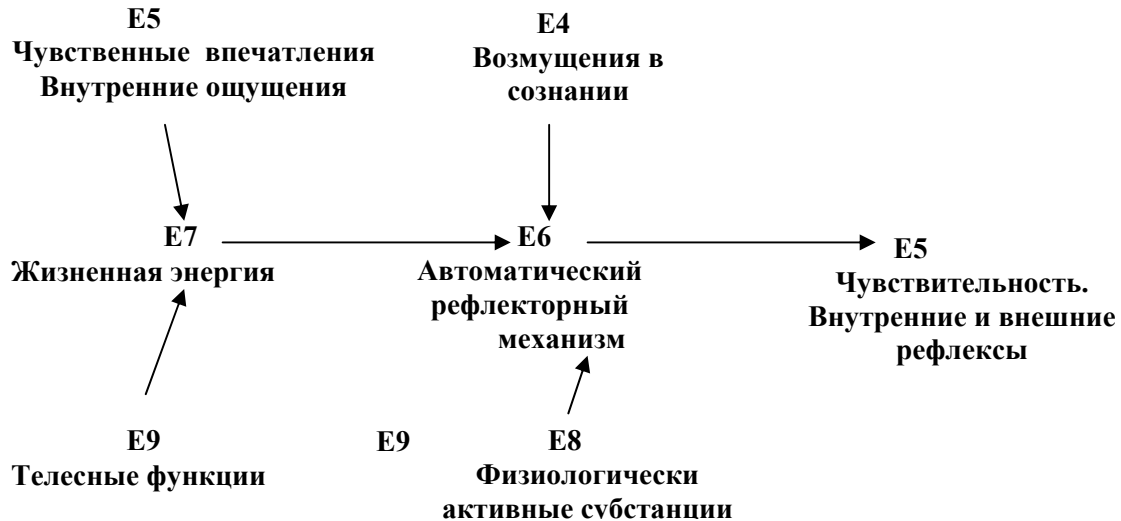 E5
Чувственные впечатления
Внутренние ощущения
E4
Возмущения в
сознании
E7
Жизненная энергия
E6
Автоматический
рефлекторный
механизм
E5
Чувствительность.
Внутренние и внешние
рефлексы
E9
Телесные функции
E9
E8
Физиологически
активные субстанции